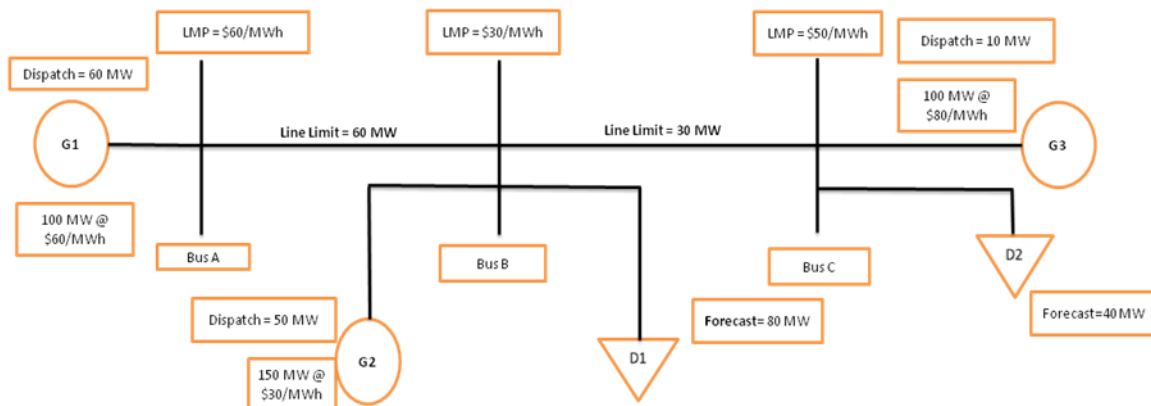 LMP = $60/MWh
LMP = $30/MWh
LMP = $50/MWh
Dispatch = 10 MW
Dispatch = 60 MW
100 MW @
$80/MWh
Line Limit = 60 MW
Line Limit = 30 MW
G1
G3
100 MW @
$60/MWh
Bus A
Bus B
Bus C
D2
Dispatch = 50 MW
Forecast= 80 MW
Forecast=40 MW
G2
D1
150 MW @
$30/MWh